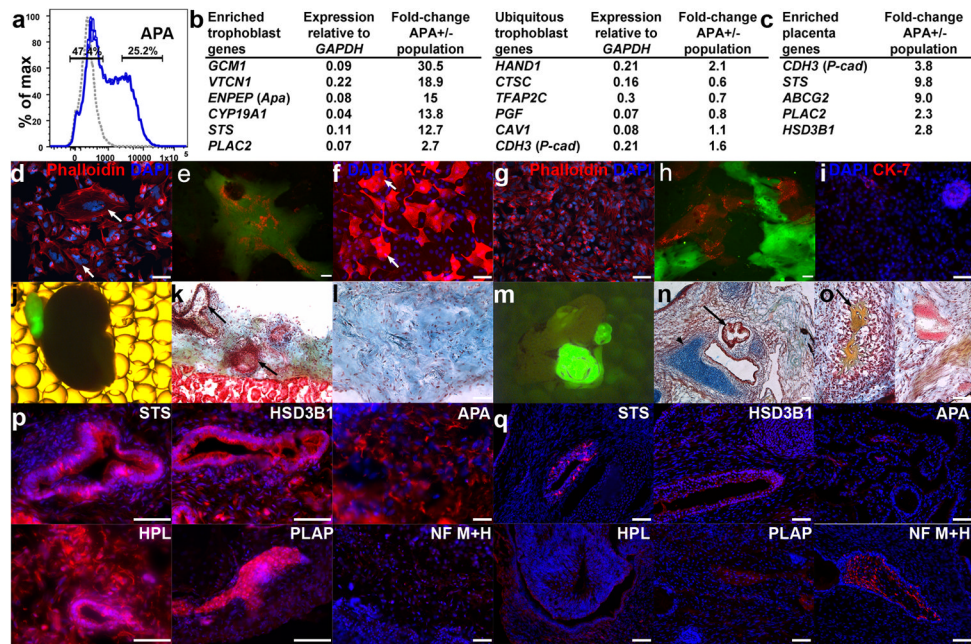 a
APA
47.4%
25.2%
% of max
100
80
60
40
20
0
0 1000 10000 1x10⁵
b
Enriched trophoblast genes Expression relative to GAPDH Fold-change APA+/- population
GCM1 0.09 30.5
VTCN1 0.22 18.9
ENPEP (Apa) 0.08 15
CYP19A1 0.04 13.8
STS 0.11 12.7
PLAC2 0.07 2.7
Ubiquitous trophoblast genes Expression relative to GAPDH Fold-change APA+/- population
HAND1 0.21 2.1
CTSC 0.16 0.6
TFAP2C 0.3 0.7
PGF 0.07 0.8
CAV1 0.08 1.1
CDH3 (P-cad) 0.21 1.6
c
Enriched placenta genes Fold-change APA+/- population
CDH3 (P-cad) 3.8
STS 9.8
ABCG2 9.0
PLAC2 2.3
HSD3B1 2.8
d Phalloidin DAPI
e
f DAPI CK-7
g Phalloidin DAPI
h
i DAPI CK-7
j
k
l
m
n
o
p STS HSD3B1 APA
q STS HSD3B1 APA
HPL PLAP NF M+H
HPL PLAP NF M+H